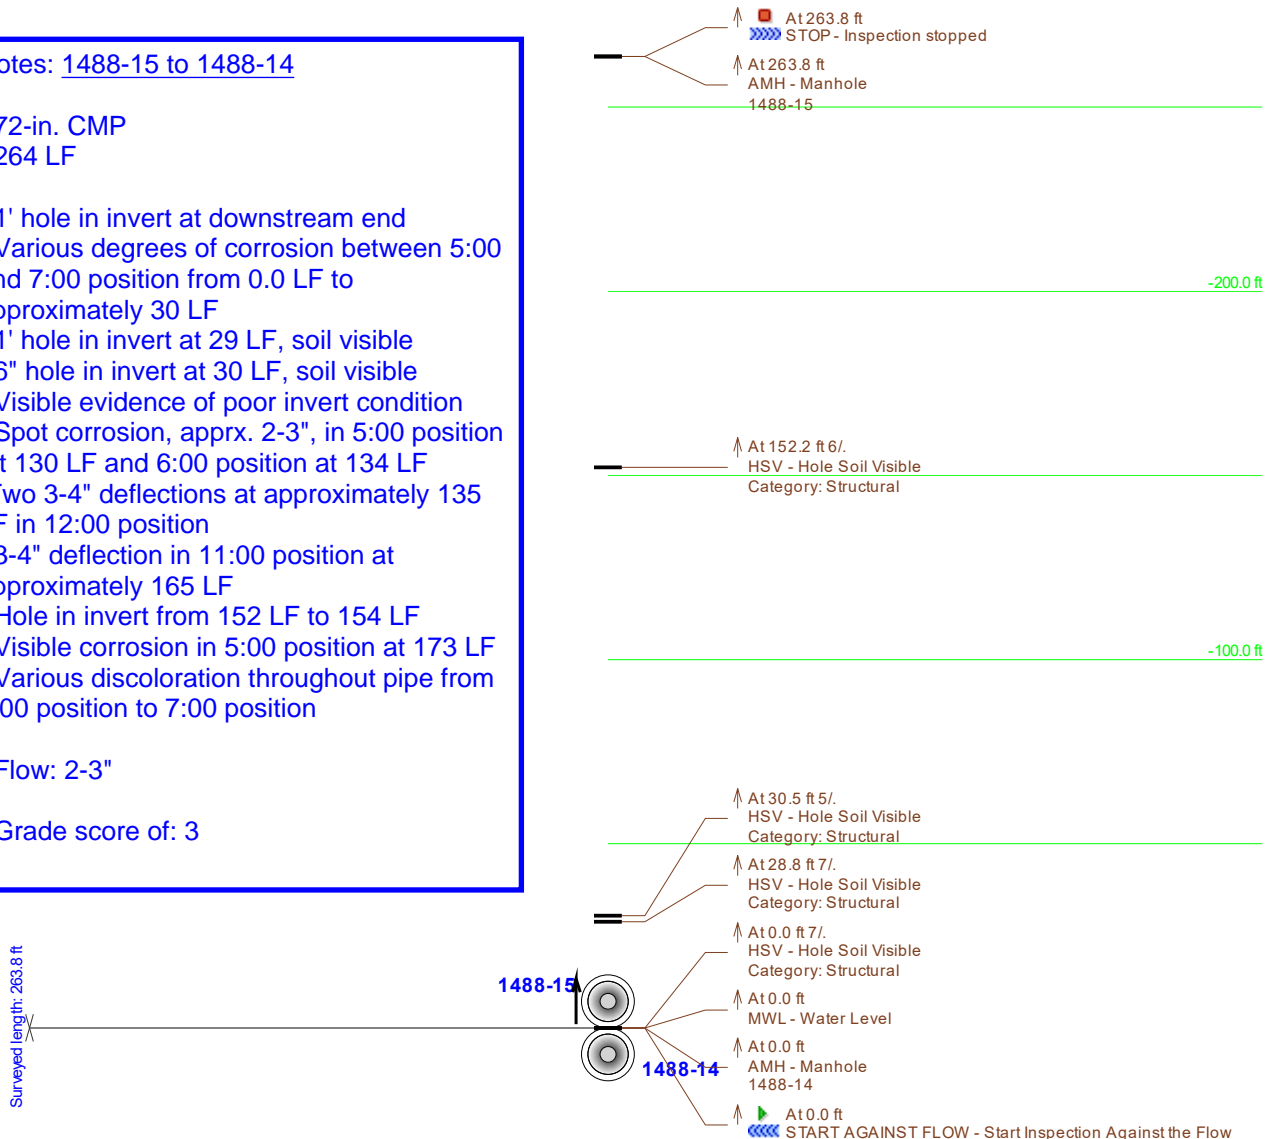 otes: 1488-15 to 1488-14
72-in. CMP
264 LF
1' hole in invert at downstream end
Various degrees of corrosion between 5:00
nd 7:00 position from 0.0 LF to
pproximately 30 LF
1' hole in invert at 29 LF, soil visible
6" hole in invert at 30 LF, soil visible
Visible evidence of poor invert condition
Spot corrosion, apprx. 2-3", in 5:00 position
t 130 LF and 6:00 position at 134 LF
Two 3-4" deflections at approximately 135
F in 12:00 position
3-4" deflection in 11:00 position at
pproximately 165 LF
Hole in invert from 152 LF to 154 LF
Visible corrosion in 5:00 position at 173 LF
Various discoloration throughout pipe from
:00 position to 7:00 position
Flow: 2-3"
Grade score of: 3
At 263.8 ft
STOP - Inspection stopped
At 263.8 ft
AMH - Manhole
1488-15
-200.0 ft
At 152.2 ft 6/.
HSV - Hole Soil Visible
Category: Structural
-100.0 ft
At 30.5 ft 5/.
HSV - Hole Soil Visible
Category: Structural
At 28.8 ft 7/.
HSV - Hole Soil Visible
Category: Structural
At 0.0 ft 7/.
HSV - Hole Soil Visible
Category: Structural
At 0.0 ft
MWL - Water Level
At 0.0 ft
AMH - Manhole
1488-14
At 0.0 ft
START AGAINST FLOW - Start Inspection Against the Flow
1488-15
1488-14
Surveyed length: 263.8 ft